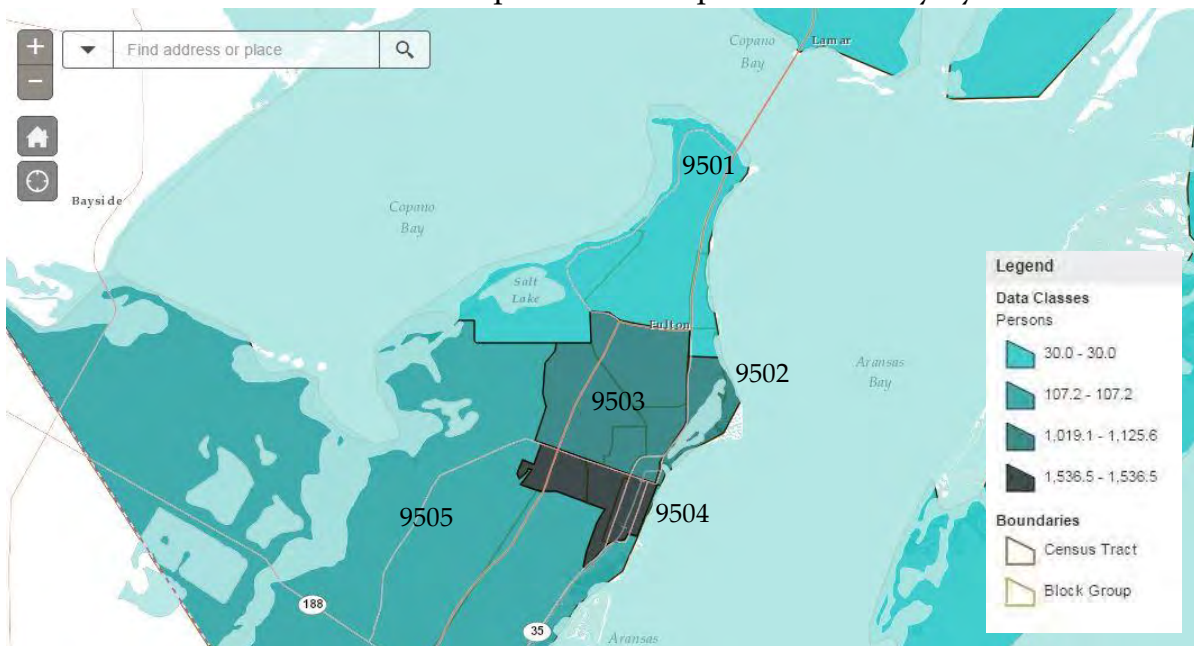 Find address or place
Copano
Bay
Lamar
9501
Bayside
Copano
Bay
Salt
Lake
Fulton
9502
Aransas
Bay
9503
9505
9504
188
35
Aransas
Legend
Data Classes
Persons
30.0 - 30.0
107.2 - 107.2
1,019.1 - 1,125.6
1,536.5 - 1,536.5
Boundaries
Census Tract
Block Group